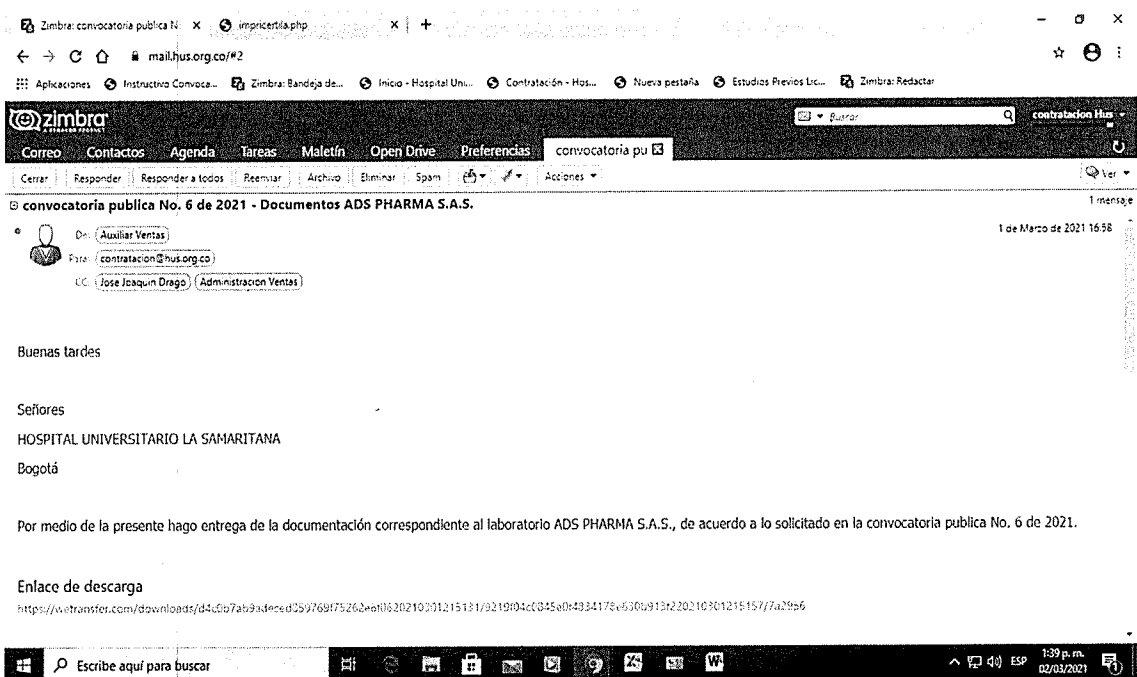 Zimbra: convocatoria publica N: × impricertila.php × +
mail.hus.org.co/#2
Aplicaciones Instructivo Convoca... Zimbra: Bandeja de... Inicio - Hospital Uni... Contratación - Hos... Nueva pestaña Estudios Previos Lic... Zimbra: Redactar
zimbra Buscar contratacion Hus
A SYNACOR PRODUCT
Correo Contactos Agenda Tareas Maletín Open Drive Preferencias convocatoria pu
Cerrar Responder Responder a todos Reenviar Archivo Eliminar Spam Acciones Ver
convocatoria publica No. 6 de 2021 - Documentos ADS PHARMA S.A.S. 1 mensaje
De: Auxiliar Ventas 1 de Marzo de 2021 16:58
Para: contratacion@hus.org.co
CC: Jose Joaquin Drago Administracion Ventas
Buenas tardes
Señores
HOSPITAL UNIVERSITARIO LA SAMARITANA
Bogotá
Por medio de la presente hago entrega de la documentación correspondiente al laboratorio ADS PHARMA S.A.S., de acuerdo a lo solicitado en la convocatoria publica No. 6 de 2021.
Enlace de descarga
Escribe aquí para buscar ESP 1:39 p. m.
02/03/2021